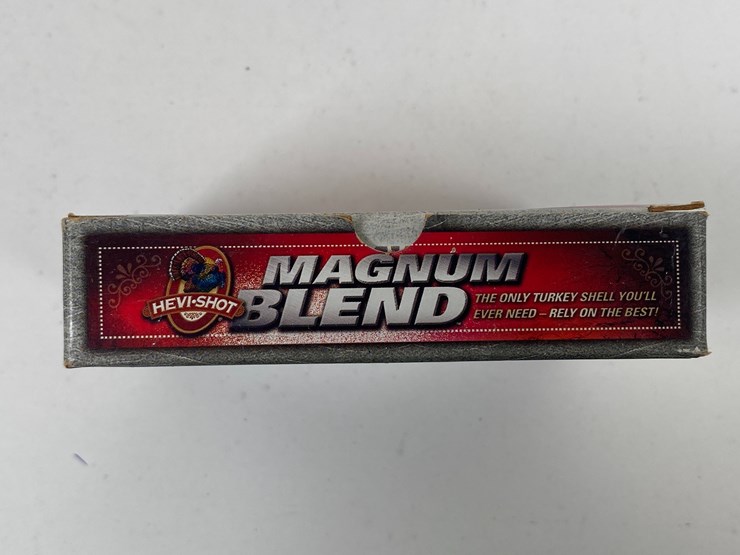 HEVI•SHOT
MAGNUM
BLEND
THE ONLY TURKEY SHELL YOU'LL
EVER NEED – RELY ON THE BEST!